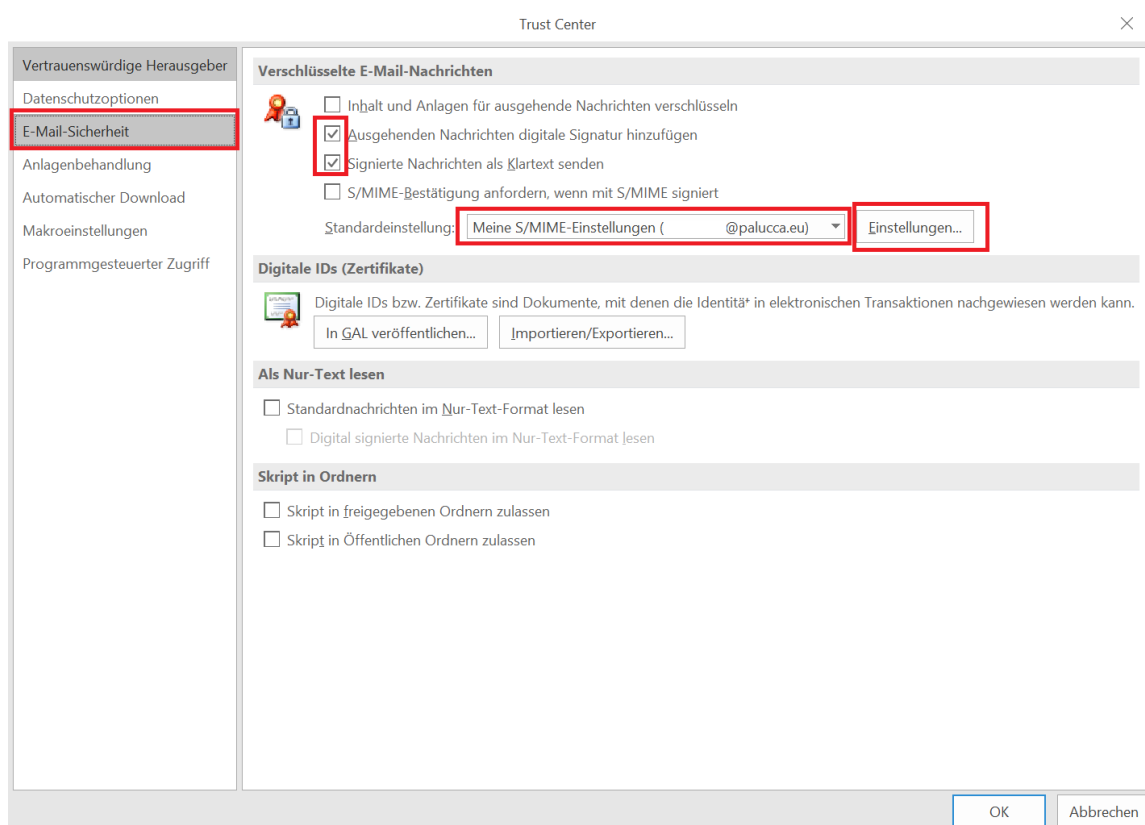 Trust Center
Vertrauenswürdige Herausgeber
Datenschutzoptionen
E-Mail-Sicherheit
Anlagenbehandlung
Automatischer Download
Makroeinstellungen
Programmgesteuerter Zugriff
Verschlüsselte E-Mail-Nachrichten
Inhalt und Anlagen für ausgehende Nachrichten verschlüsseln
Ausgehenden Nachrichten digitale Signatur hinzufügen
Signierte Nachrichten als Klartext senden
S/MIME-Bestätigung anfordern, wenn mit S/MIME signiert
Standardeinstellung: Meine S/MIME-Einstellungen ( @palucca.eu) Einstellungen...
Digitale IDs (Zertifikate)
Digitale IDs bzw. Zertifikate sind Dokumente, mit denen die Identität in elektronischen Transaktionen nachgewiesen werden kann.
In GAL veröffentlichen... Importieren/Exportieren...
Als Nur-Text lesen
Standardnachrichten im Nur-Text-Format lesen
Digital signierte Nachrichten im Nur-Text-Format lesen
Skript in Ordnern
Skript in freigegebenen Ordnern zulassen
Skript in Öffentlichen Ordnern zulassen
OK Abbrechen